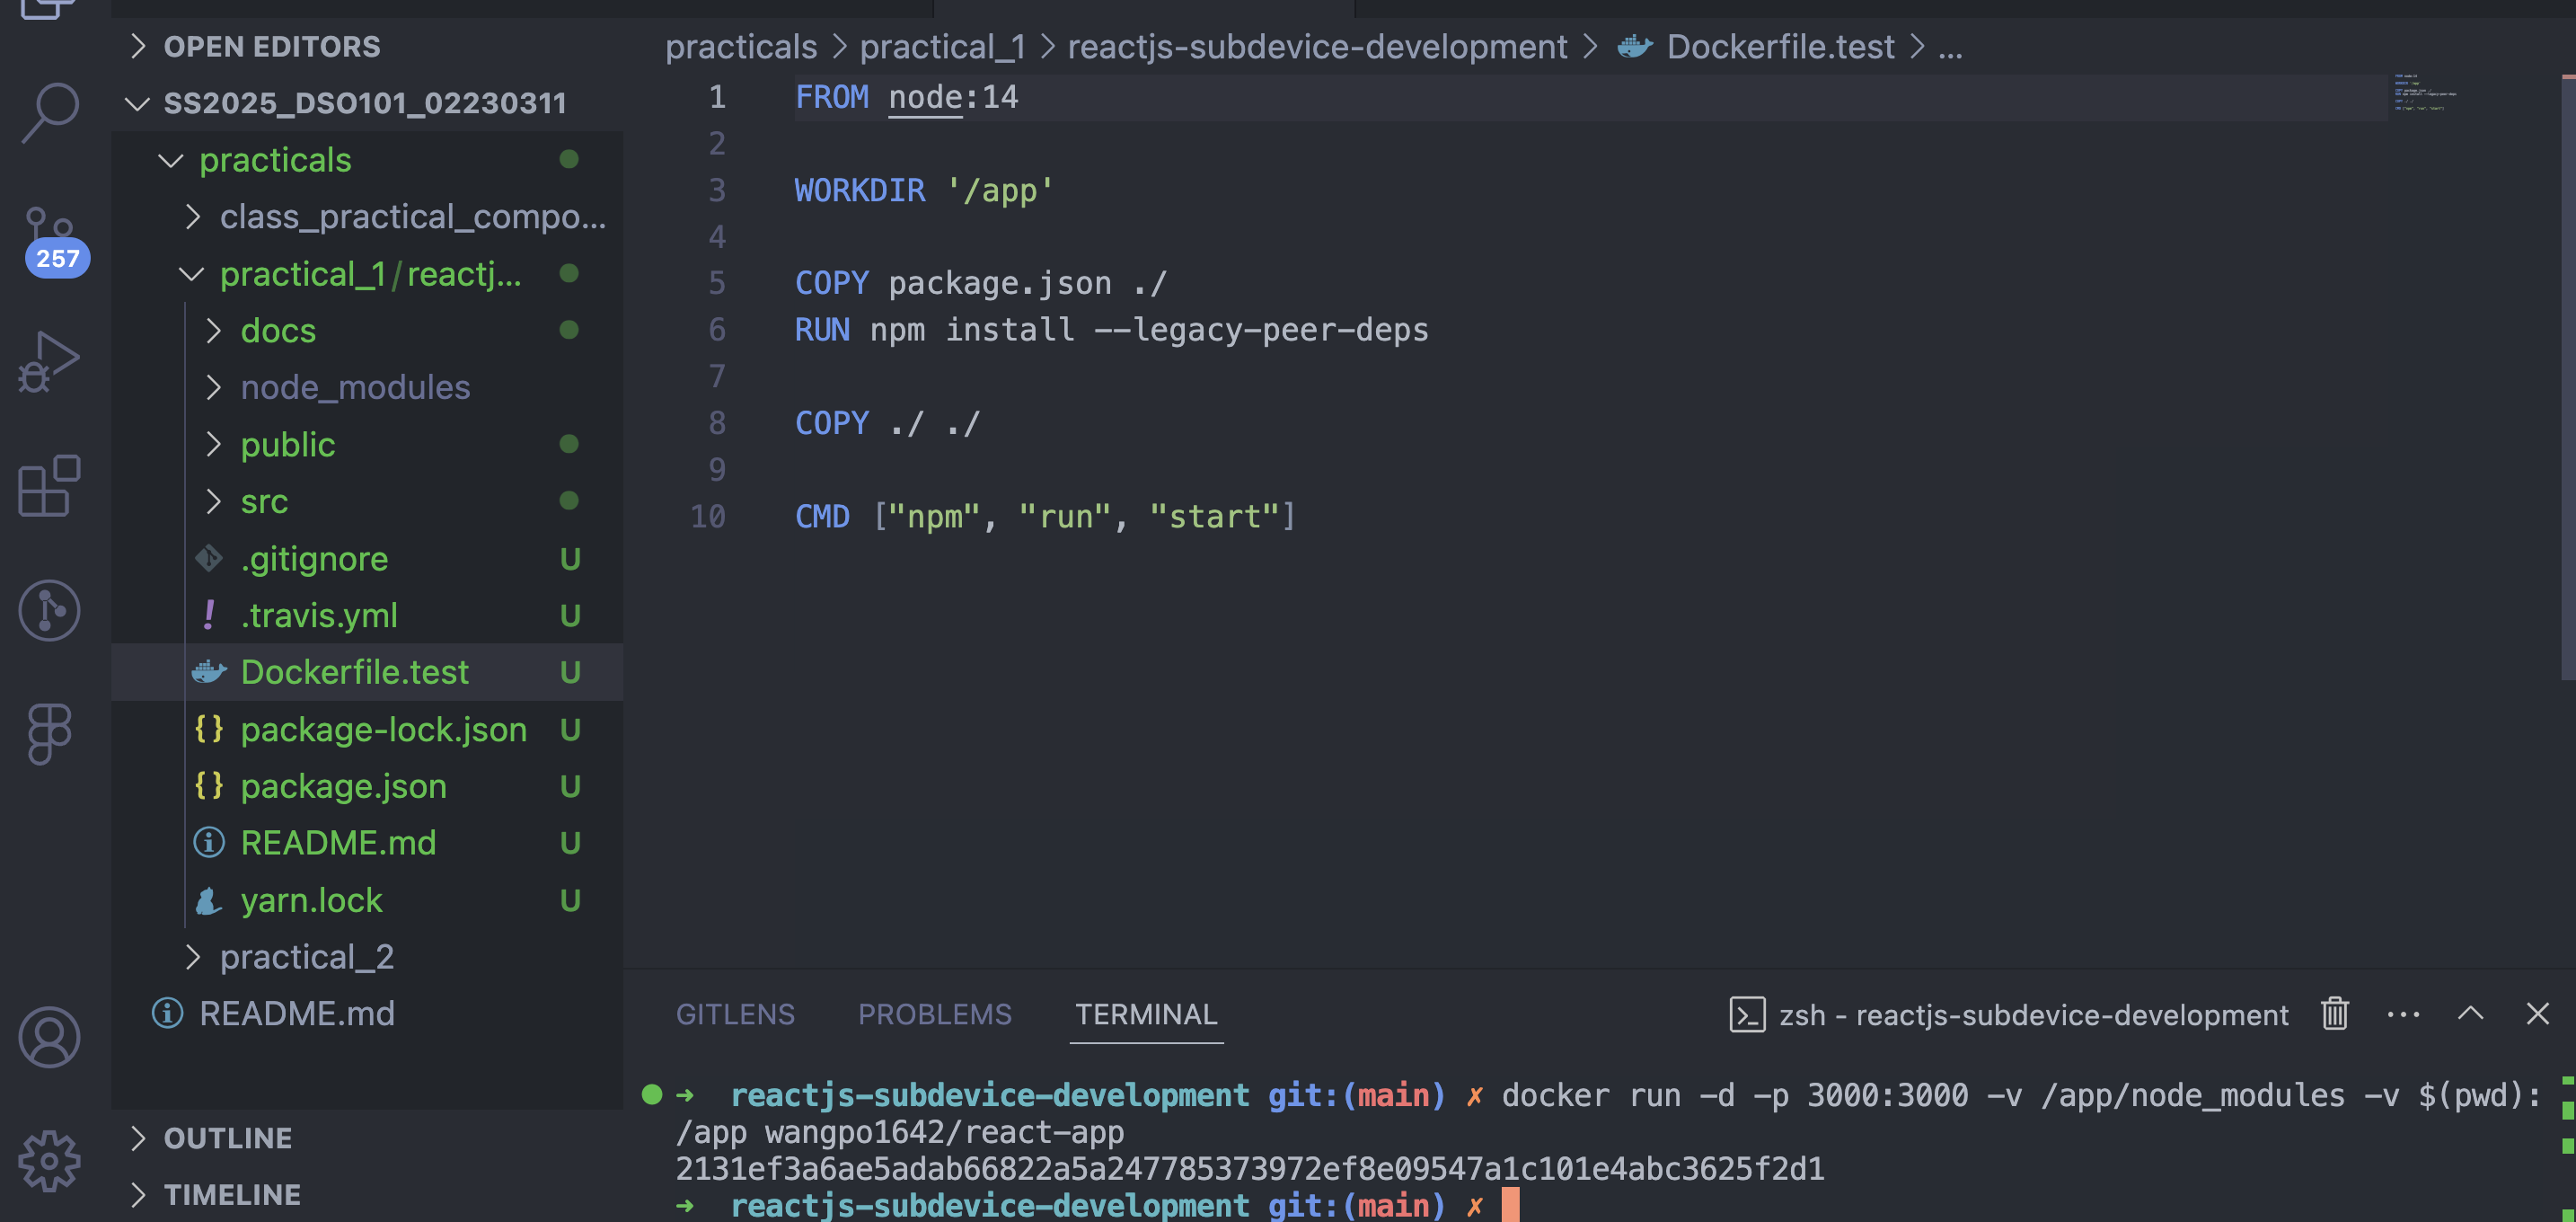 OPEN EDITORS
SS2025_DSO101_02230311
practicals
class_practical_compo...
practical_1/reactj...
docs
node_modules
public
src
.gitignore U
.travis.yml U
Dockerfile.test U
package-lock.json U
package.json U
README.md U
yarn.lock U
practical_2
README.md
OUTLINE
TIMELINE
257
practicals > practical_1 > reactjs-subdevice-development > Dockerfile.test > ...
1 FROM node:14
2
3 WORKDIR '/app'
4
5 COPY package.json ./
6 RUN npm install --legacy-peer-deps
7
8 COPY ./ ./
9
10 CMD ["npm", "run", "start"]
GITLENS PROBLEMS TERMINAL zsh - reactjs-subdevice-development
→ reactjs-subdevice-development git:(main) ✗ docker run -d -p 3000:3000 -v /app/node_modules -v $(pwd):
/app wangpo1642/react-app
2131ef3a6ae5adab66822a5a247785373972ef8e09547a1c101e4abc3625f2d1
→ reactjs-subdevice-development git:(main) ✗